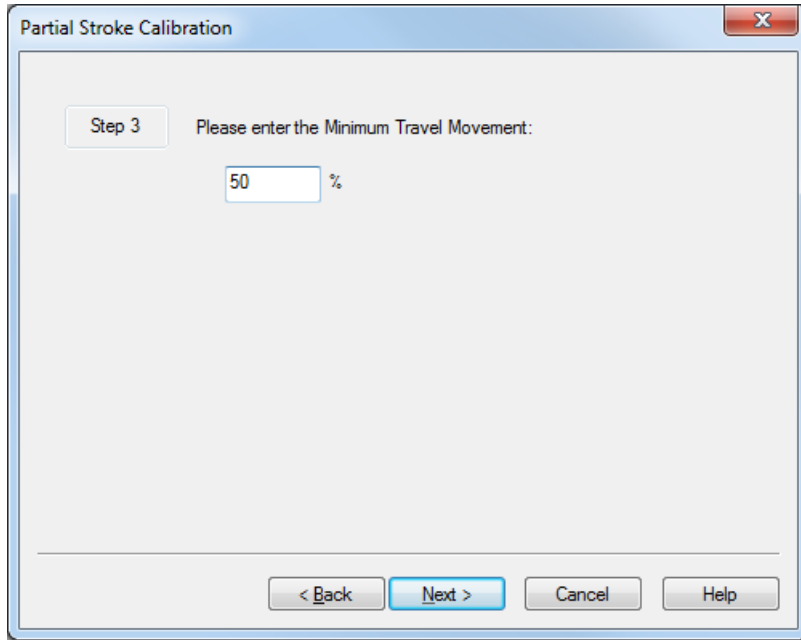 Partial Stroke Calibration
X
Step 3 Please enter the Minimum Travel Movement:
50 %
< Back Next > Cancel Help